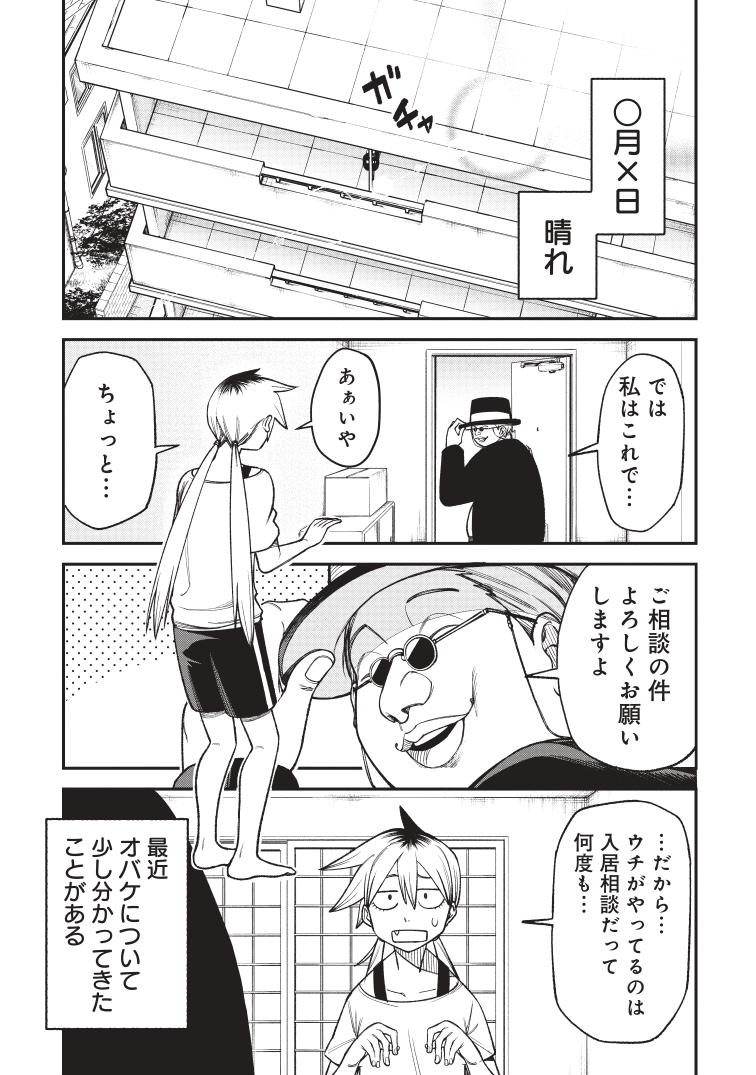 ○月×日
晴れ
ガチャ
では
私はこれで…
あぁいや
ちょっと…
ご相談の件
よろしくお願い
しますよ
…だから…
ウチがやってるのは
入居相談だって
何度も…
最近
オバケについて
少し分かってきた
ことがある